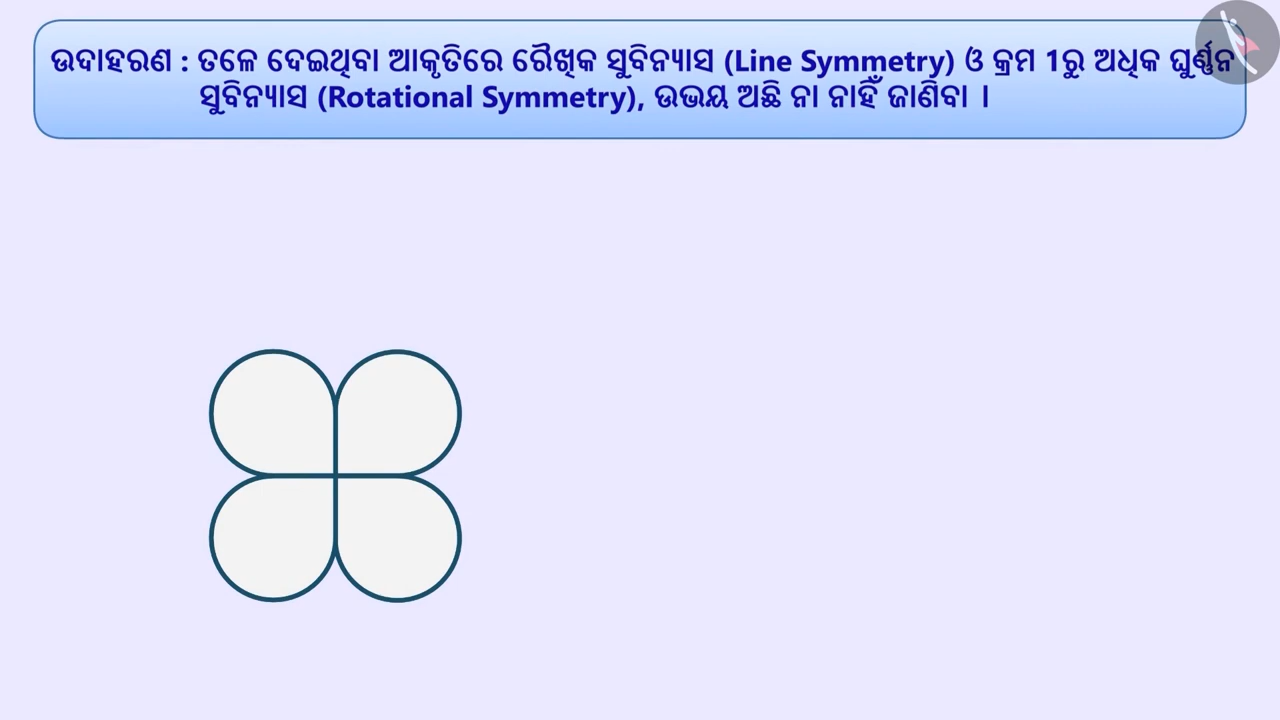 ଉଦାହରଣ : ତଳେ ଦେଇଥିବା ଆକୃତିରେ ରୈଖିକ ସୁବିନ୍ୟାସ (Line Symmetry) ଓ କ୍ରମ 1ରୁ ଅଧିକ ଘୁର୍ଣ୍ଣନ
ସୁବିନ୍ୟାସ (Rotational Symmetry), ଉଭୟ ଅଛି ନା ନାହିଁ ଜାଣିବା ।